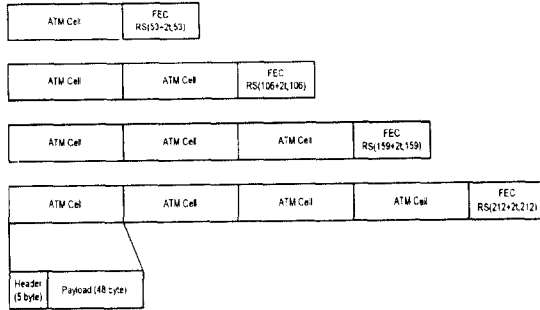 ATM Cell
FEC
RS(53+2t,53)
ATM Cell
ATM Cell
FEC
RS(106+2t,106)
ATM Cell
ATM Cell
ATM Cell
FEC
RS(159+2t,159)
ATM Cell
ATM Cell
ATM Cell
ATM Cell
FEC
RS(212+2t,212)
Header
(5 byte)
Payload (48 byte)